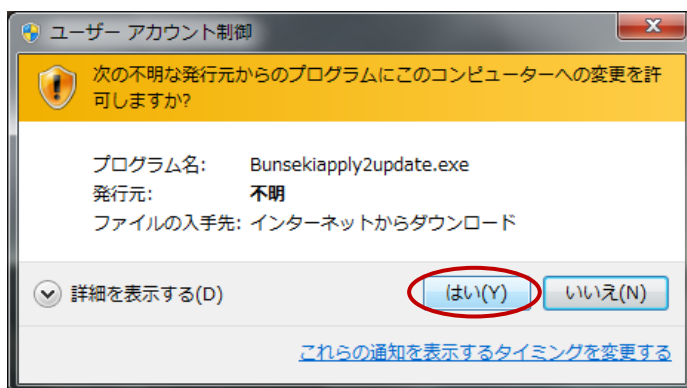 ユーザー アカウント制御
次の不明な発行元からのプログラムにこのコンピューターへの変更を許
可しますか?
プログラム名: Bunsekiapply2update.exe
発行元: 不明
ファイルの入手先: インターネットからダウンロード
詳細を表示する(D) はい(Y) いいえ(N)
これらの通知を表示するタイミングを変更する